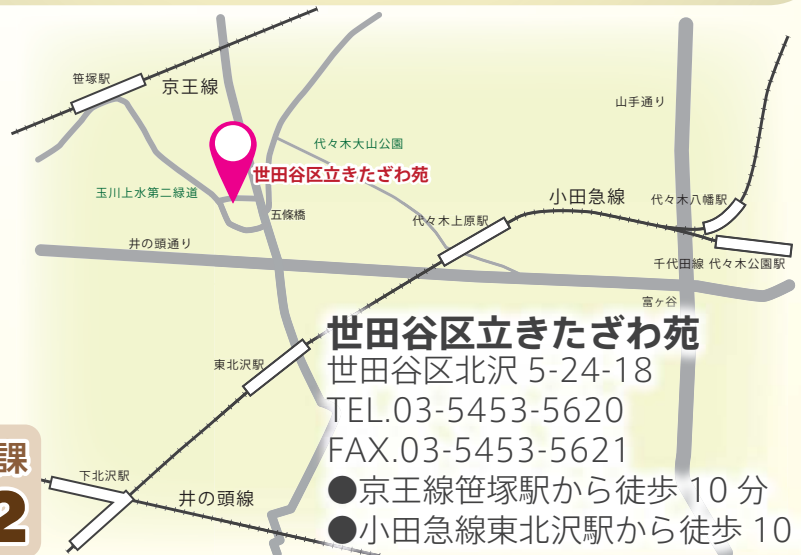 笹塚駅
京王線
山手通り
代々木大山公園
世田谷区立きたざわ苑
玉川上水第二緑道
小田急線
代々木八幡駅
五條橋
代々木上原駅
井の頭通り
千代田線 代々木公園駅
富ヶ谷
世田谷区立きたざわ苑
世田谷区北沢 5-24-18
TEL.03-5453-5620
FAX.03-5453-5621
●京王線笹塚駅から徒歩 10 分
●小田急線東北沢駅から徒歩 10
東北沢駅
下北沢駅
井の頭線
課
2